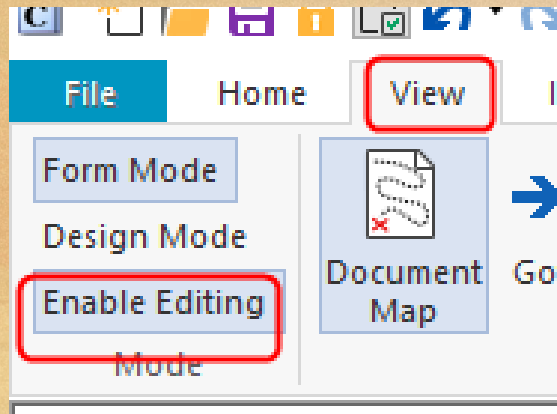 C
File Home View
Form Mode
Design Mode
Enable Editing
Mode
Document
Map
Go